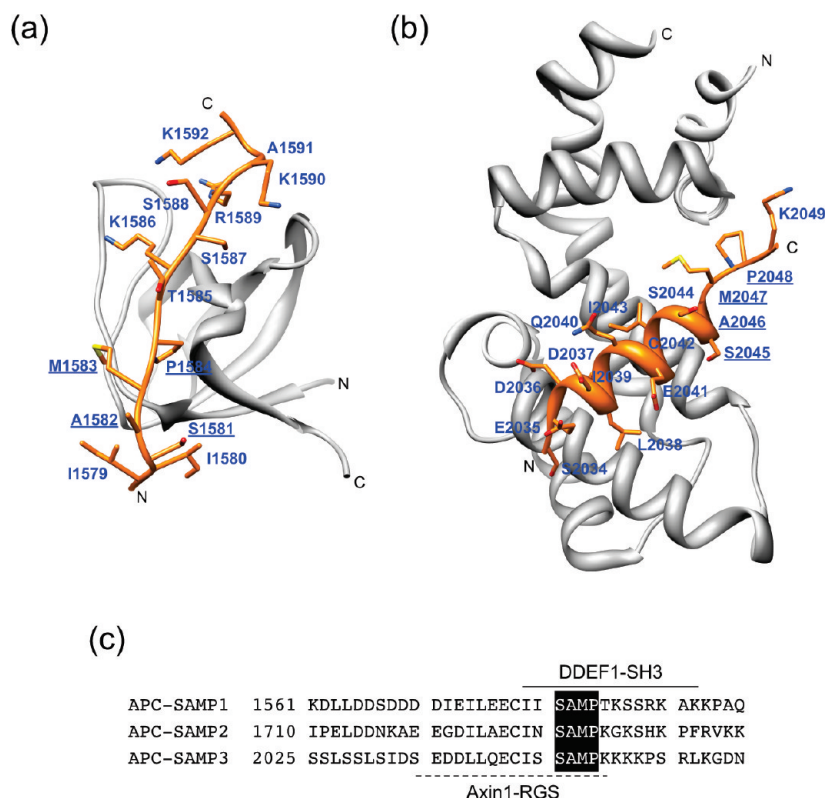 (a)
C
K1592
A1591
K1590
S1588
R1589
K1586
S1587
T1585
M1583
P1584
N
A1582
S1581
I1579
I1580
N
C
(b)
C
N
K2049
C
P2048
S2044
M2047
I2043
Q2040
A2046
C2042
D2037
S2045
D2036
I2039
E2041
E2035
L2038
N
S2034
(c)
DDEF1-SH3
APC-SAMP1 1561 KDLLDDSDDD DIEILEECII SAMPTKSSRK AKKPAQ
APC-SAMP2 1710 IPELDDNKAE EGDILAECIN SAMPKGKSHK PFRVKK
APC-SAMP3 2025 SSLSSLSIDS EDDLLQECIS SAMPKKKKPS RLKGDN
Axin1-RGS